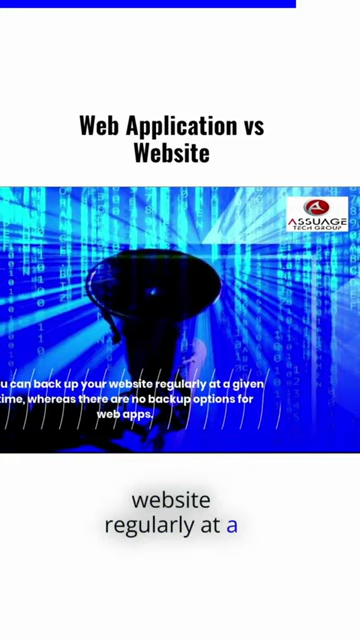 Web Application vs
Website
ASSUAGE
TECH GROUP
ou can back up your website regularly at a given
time, whereas there are no backup options for
web apps.
website
regularly at a